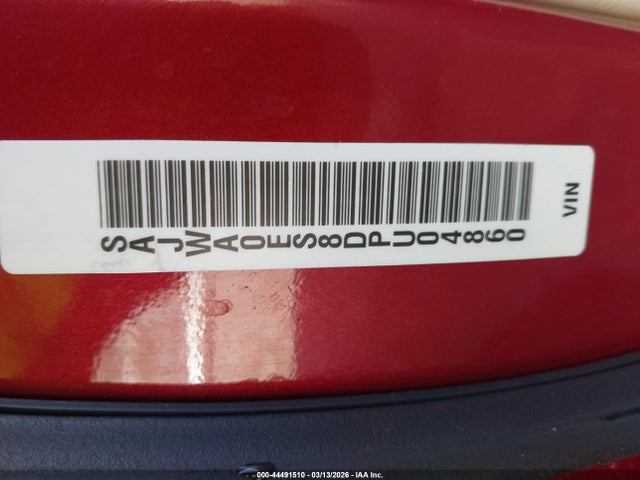 SAJWA0ES8DPU04860
VIN
000-44491510 - 03/13/2026 - IAA Inc.